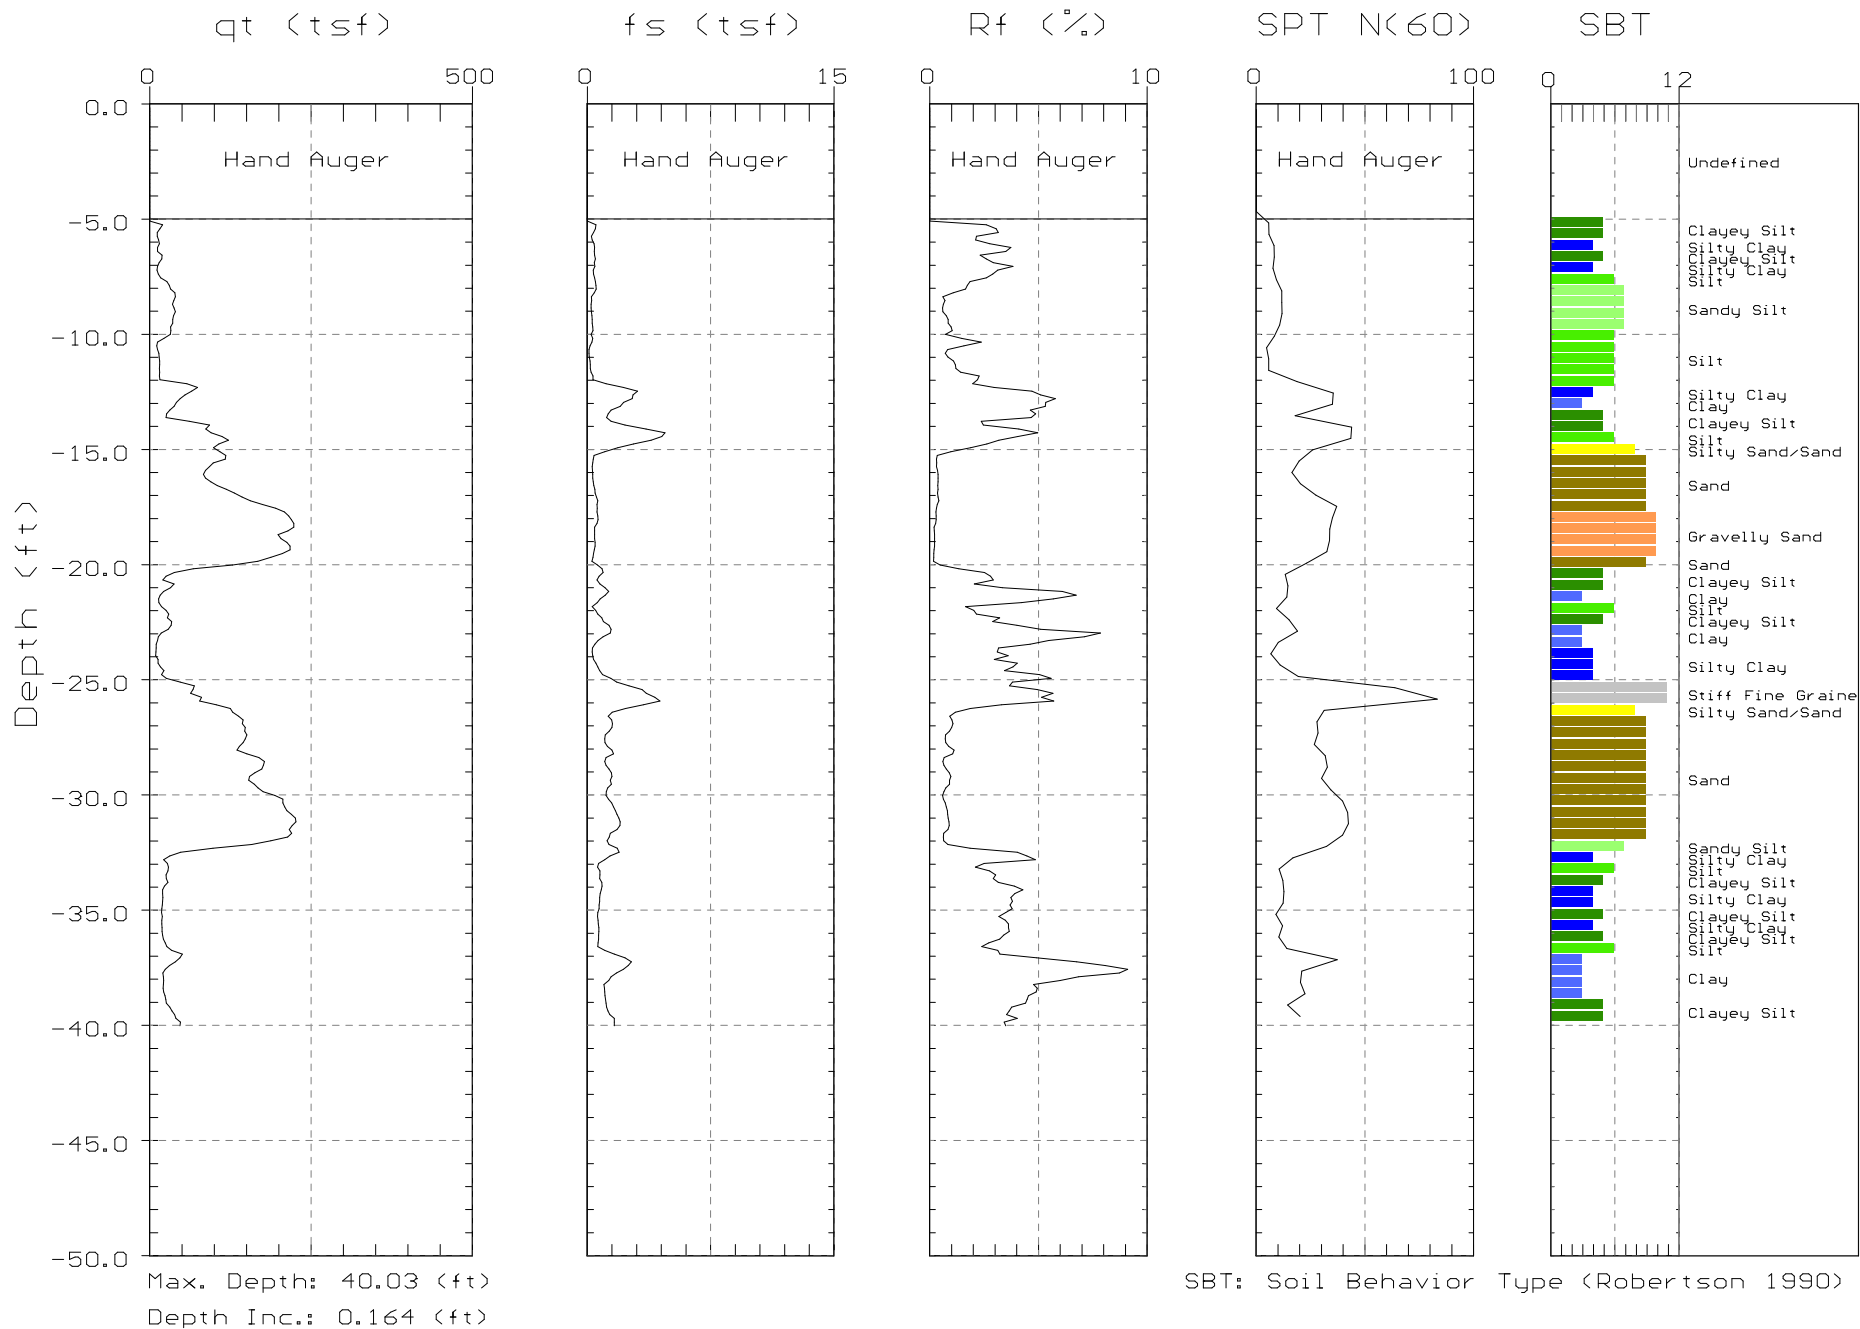 qt (tsf) fs (tsf) Rf (%) SPT N(60) SBT
0 500 0 15 0 10 0 100 0 12
0.0
Hand Auger Hand Auger Hand Auger Hand Auger Undefined
-5.0
Clayey Silt
Silty Clay
Clayey Silt
Silty Clay
Silt
Sandy Silt
-10.0
Silt
Silty Clay
Clay
Clayey Silt
Silt
-15.0 Silty Sand/Sand
Sand
Depth (ft)
Gravelly Sand
-20.0 Sand
Clayey Silt
Clay
Silt
Clayey Silt
Clay
Silty Clay
-25.0
Stiff Fine Graine
Silty Sand/Sand
Sand
-30.0
Sandy Silt
Silty Clay
Silt
Clayey Silt
Silty Clay
-35.0 Clayey Silt
Silty Clay
Clayey Silt
Silt
Clay
Clayey Silt
-40.0
-45.0
-50.0
Max. Depth: 40.03 (ft) SBT: Soil Behavior Type (Robertson 1990)
Depth Inc.: 0.164 (ft)